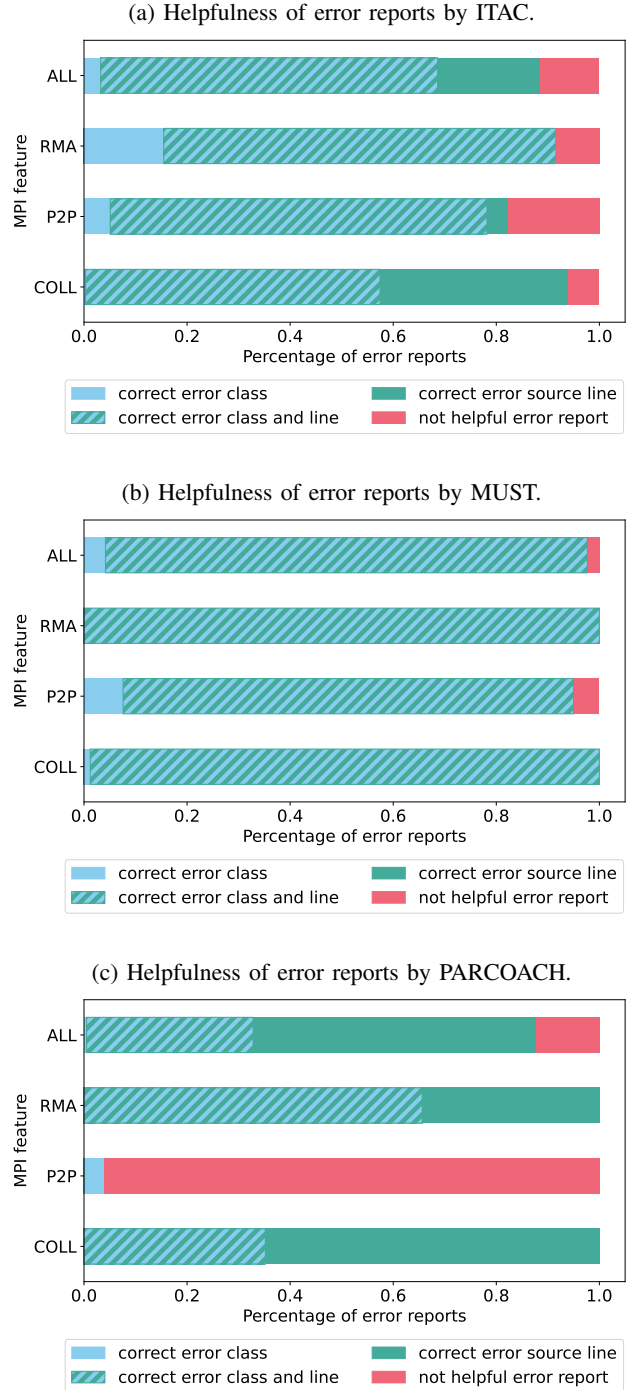 (a) Helpfulness of error reports by ITAC.
MPI feature
ALL
RMA
P2P
COLL
0.0 0.2 0.4 0.6 0.8 1.0
Percentage of error reports
correct error class correct error source line
correct error class and line not helpful error report
(b) Helpfulness of error reports by MUST.
MPI feature
ALL
RMA
P2P
COLL
0.0 0.2 0.4 0.6 0.8 1.0
Percentage of error reports
correct error class correct error source line
correct error class and line not helpful error report
(c) Helpfulness of error reports by PARCOACH.
MPI feature
ALL
RMA
P2P
COLL
0.0 0.2 0.4 0.6 0.8 1.0
Percentage of error reports
correct error class correct error source line
correct error class and line not helpful error report